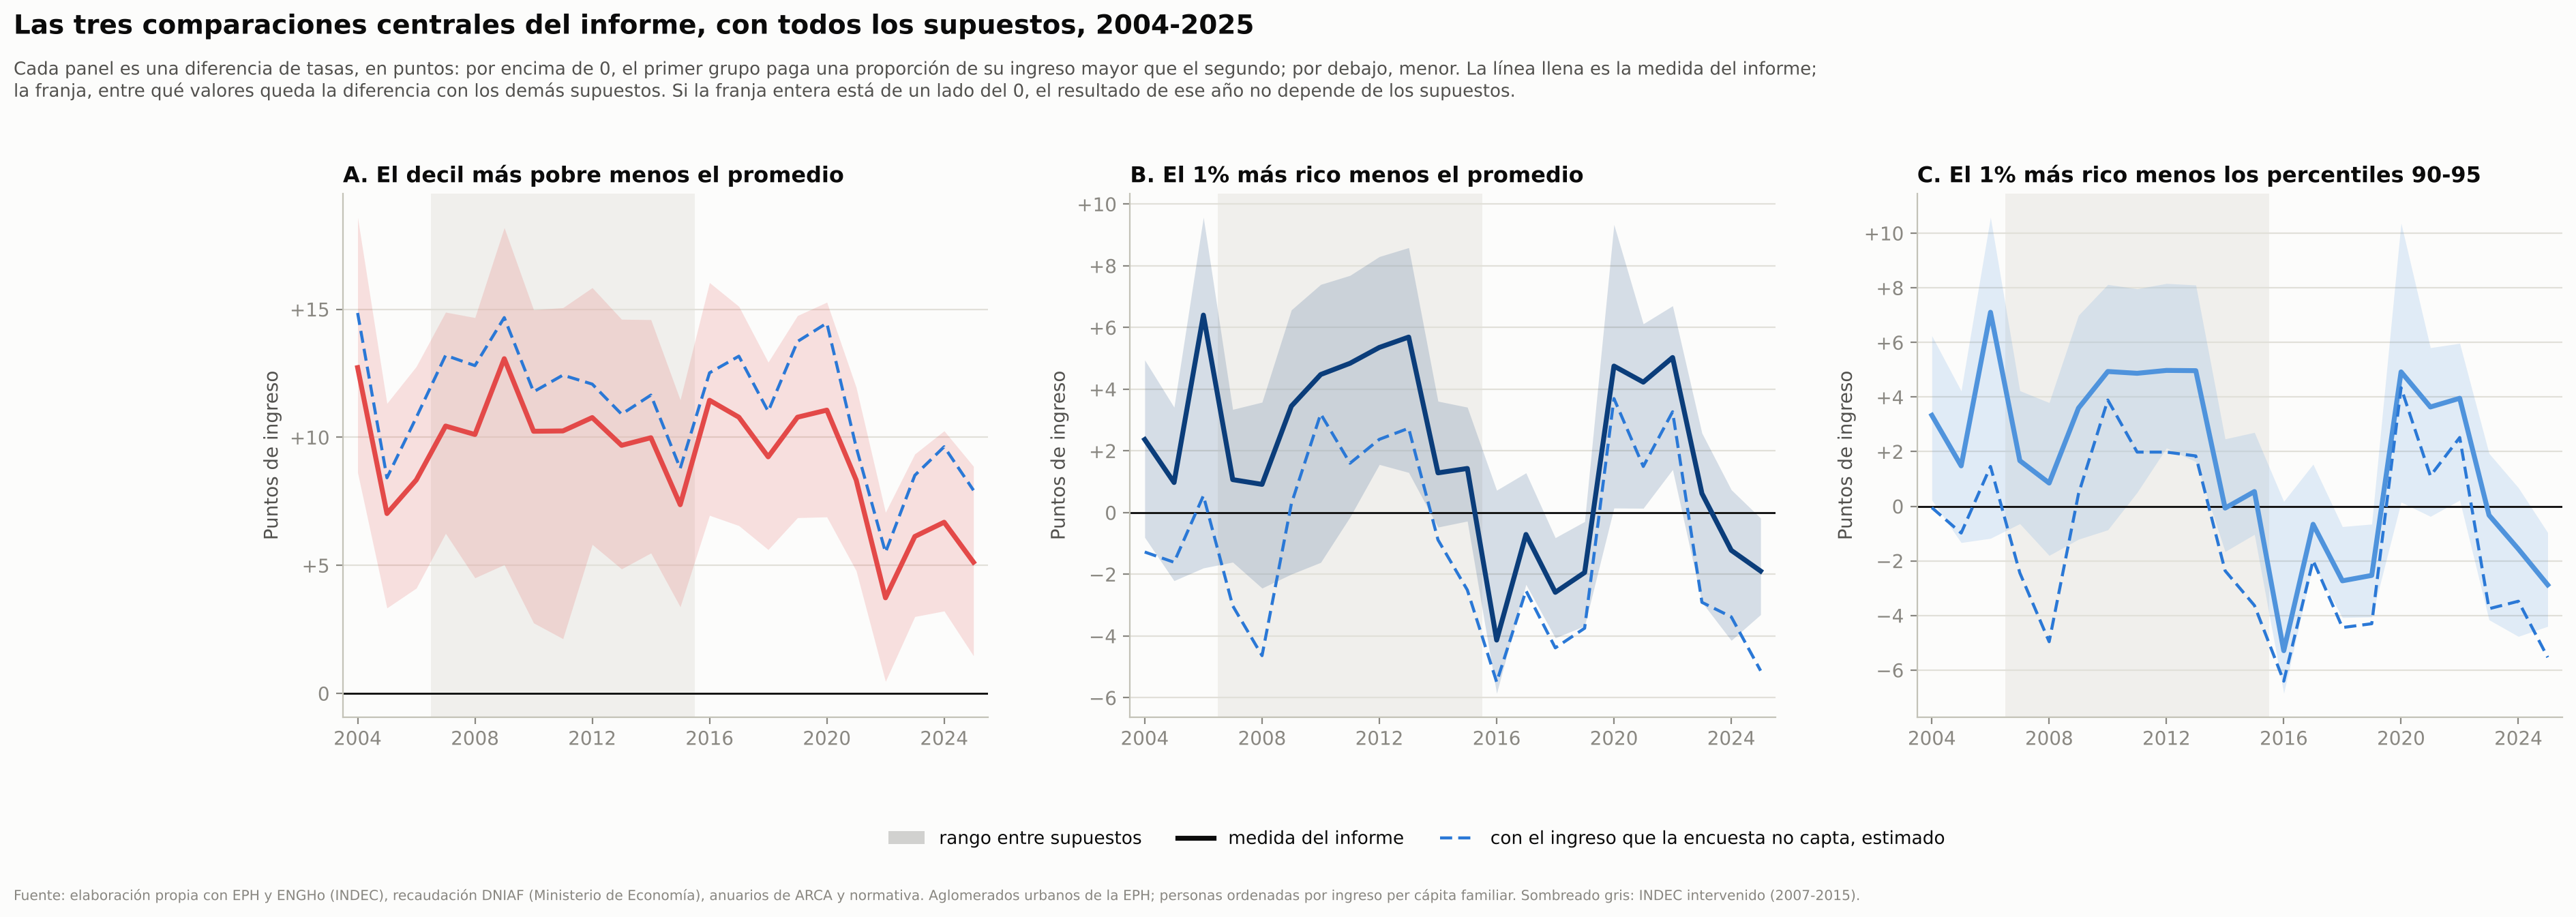 Las tres comparaciones centrales del informe, con todos los supuestos, 2004-2025
Cada panel es una diferencia de tasas, en puntos: por encima de 0, el primer grupo paga una proporción de su ingreso mayor que el segundo; por debajo, menor. La línea llena es la medida del informe;
la franja, entre qué valores queda la diferencia con los demás supuestos. Si la franja entera está de un lado del 0, el resultado de ese año no depende de los supuestos.
A. El decil más pobre menos el promedio
Puntos de ingreso
+15
+10
+5
0
2004 2008 2012 2016 2020 2024
B. El 1% más rico menos el promedio
Puntos de ingreso
+10
+8
+6
+4
+2
0
−2
−4
−6
2004 2008 2012 2016 2020 2024
C. El 1% más rico menos los percentiles 90-95
Puntos de ingreso
+10
+8
+6
+4
+2
0
−2
−4
−6
2004 2008 2012 2016 2020 2024
rango entre supuestos medida del informe con el ingreso que la encuesta no capta, estimado
Fuente: elaboración propia con EPH y ENGHo (INDEC), recaudación DNIAF (Ministerio de Economía), anuarios de ARCA y normativa. Aglomerados urbanos de la EPH; personas ordenadas por ingreso per cápita familiar. Sombreado gris: INDEC intervenido (2007-2015).